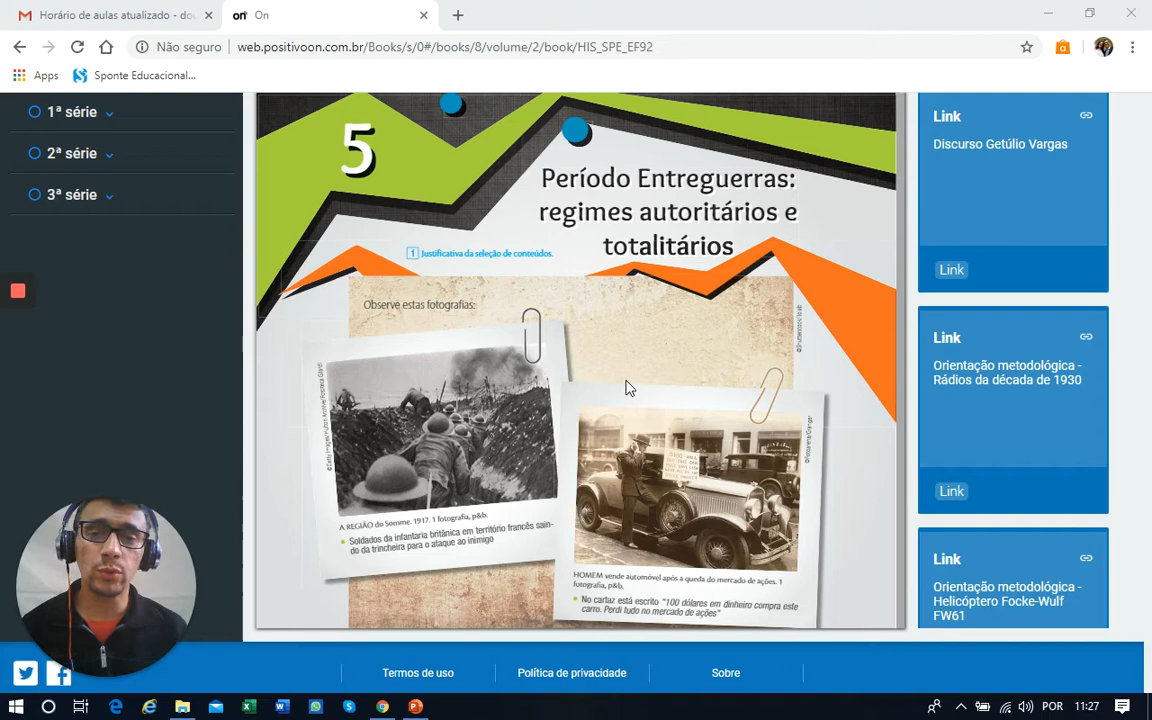 Horário de aulas atualizado - dou
on
On
Não seguro
web.positivoon.com.br/Books/s/0#/books/8/volume/2/book/HIS_SPE_EF92
Apps
Sponte Educacional...
1ª série
2ª série
3ª série
5
Período Entreguerras:
regimes autoritários e
totalitários
1 Justificativa da seleção de conteúdos.
Observe estas fotografias:
A REGIÃO do Somme. 1917. 1 fotografia, p&b.
Soldados da infantaria britânica em território francês sain-
do da trincheira para o ataque ao inimigo
HOMEM vende automóvel após a queda do mercado de ações. 1
fotografia, p&b.
No cartaz está escrito "100 dólares em dinheiro compra este
carro. Perdi tudo no mercado de ações"
Link
Discurso Getúlio Vargas
Link
Link
Orientação metodológica -
Rádios da década de 1930
Link
Link
Orientação metodológica -
Helicóptero Focke-Wulf
FW61
Termos de uso
Política de privacidade
Sobre
POR
11:27